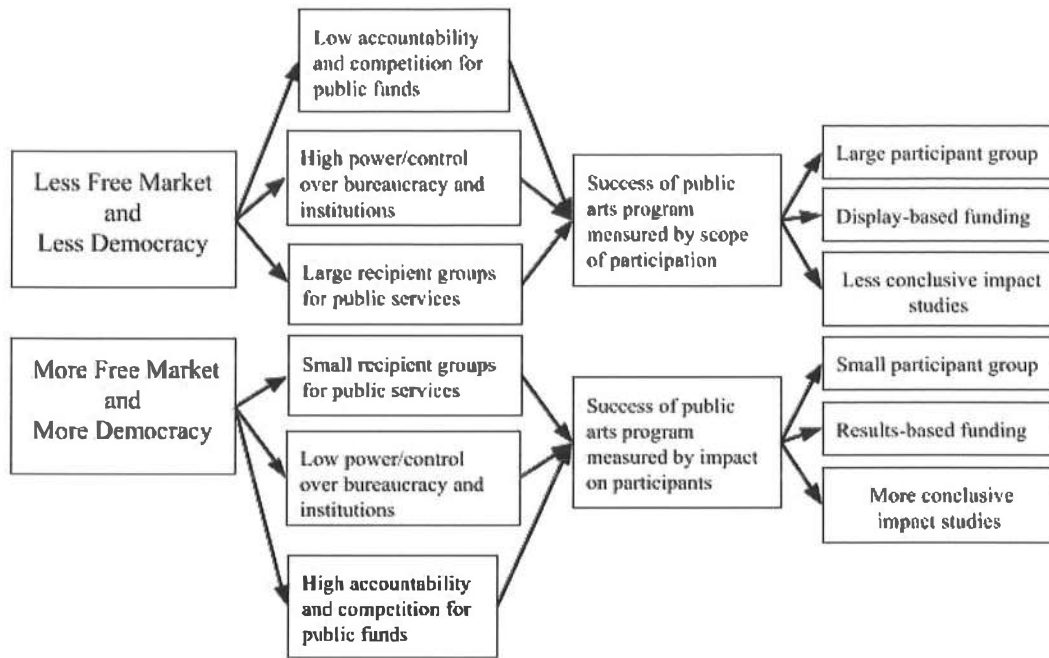 Less Free Market
and
Less Democracy
Low accountability
and competition for
public funds
High power/control
over bureaucracy and
institutions
Large recipient groups
for public services
Success of public
arts program
measured by scope
of participation
Large participant group
Display-based funding
Less conclusive impact
studies
More Free Market
and
More Democracy
Small recipient groups
for public services
Low power/control
over bureaucracy and
institutions
High accountability
and competition for
public funds
Success of public
arts program
measured by impact
on participants
Small participant group
Results-based funding
More conclusive
impact studies